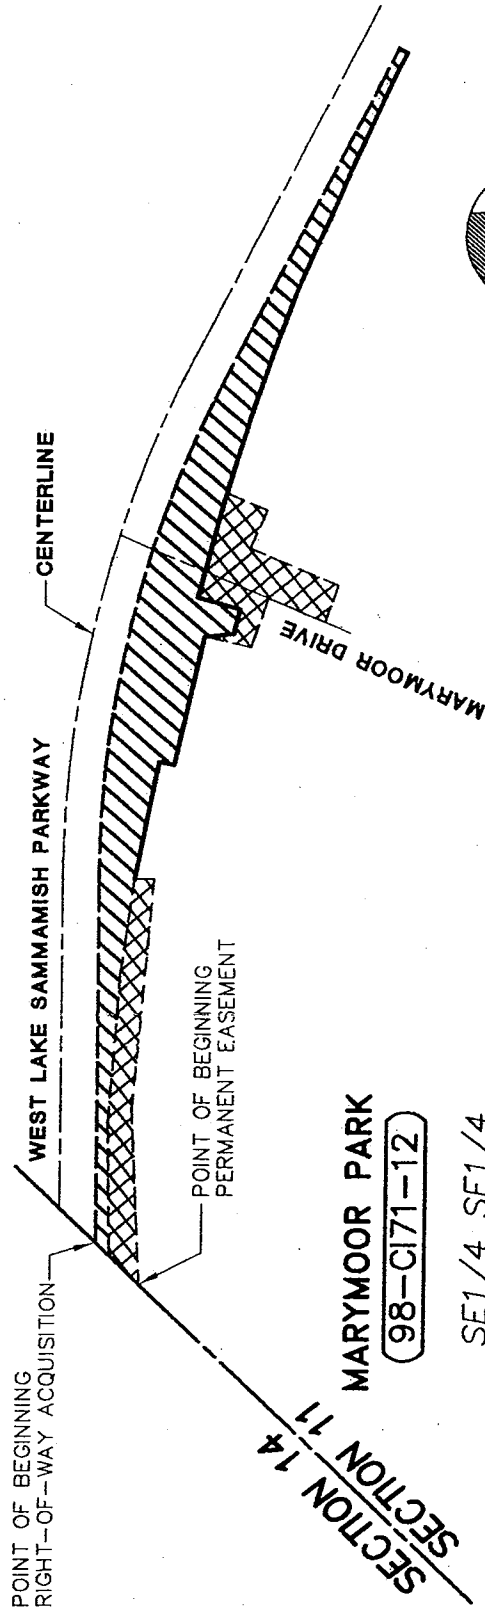 POINT OF BEGINNING
RIGHT-OF-WAY ACQUISITION
WEST LAKE SAMMAMISH PARKWAY
CENTERLINE
MARYMOOR DRIVE
POINT OF BEGINNING
PERMANENT EASEMENT
MARYMOOR PARK
98-CI71-12
SE1/4 SE1/4
SECTION 14
SECTION 11